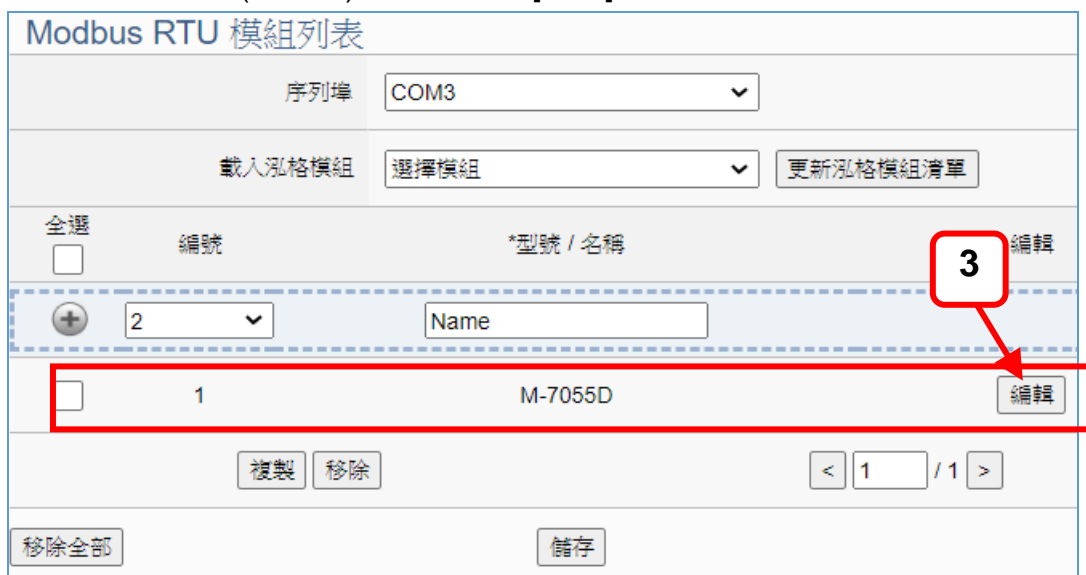 Modbus RTU 模組列表
序列埠 COM3
載入泓格模組 選擇模組 更新泓格模組清單
全選 編號 *型號 / 名稱 編輯
3
2 Name
1 M-7055D 編輯
複製 移除 < 1 / 1 >
移除全部 儲存